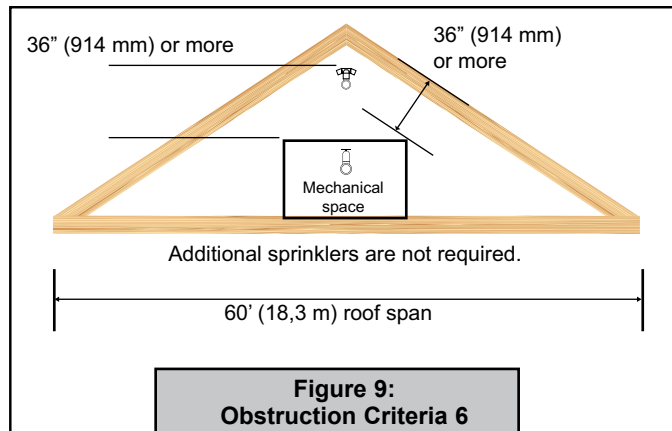 36” (914 mm) or more
36” (914 mm)
or more
Mechanical
space
Additional sprinklers are not required.
60’ (18,3 m) roof span
Figure 9:
Obstruction Criteria 6